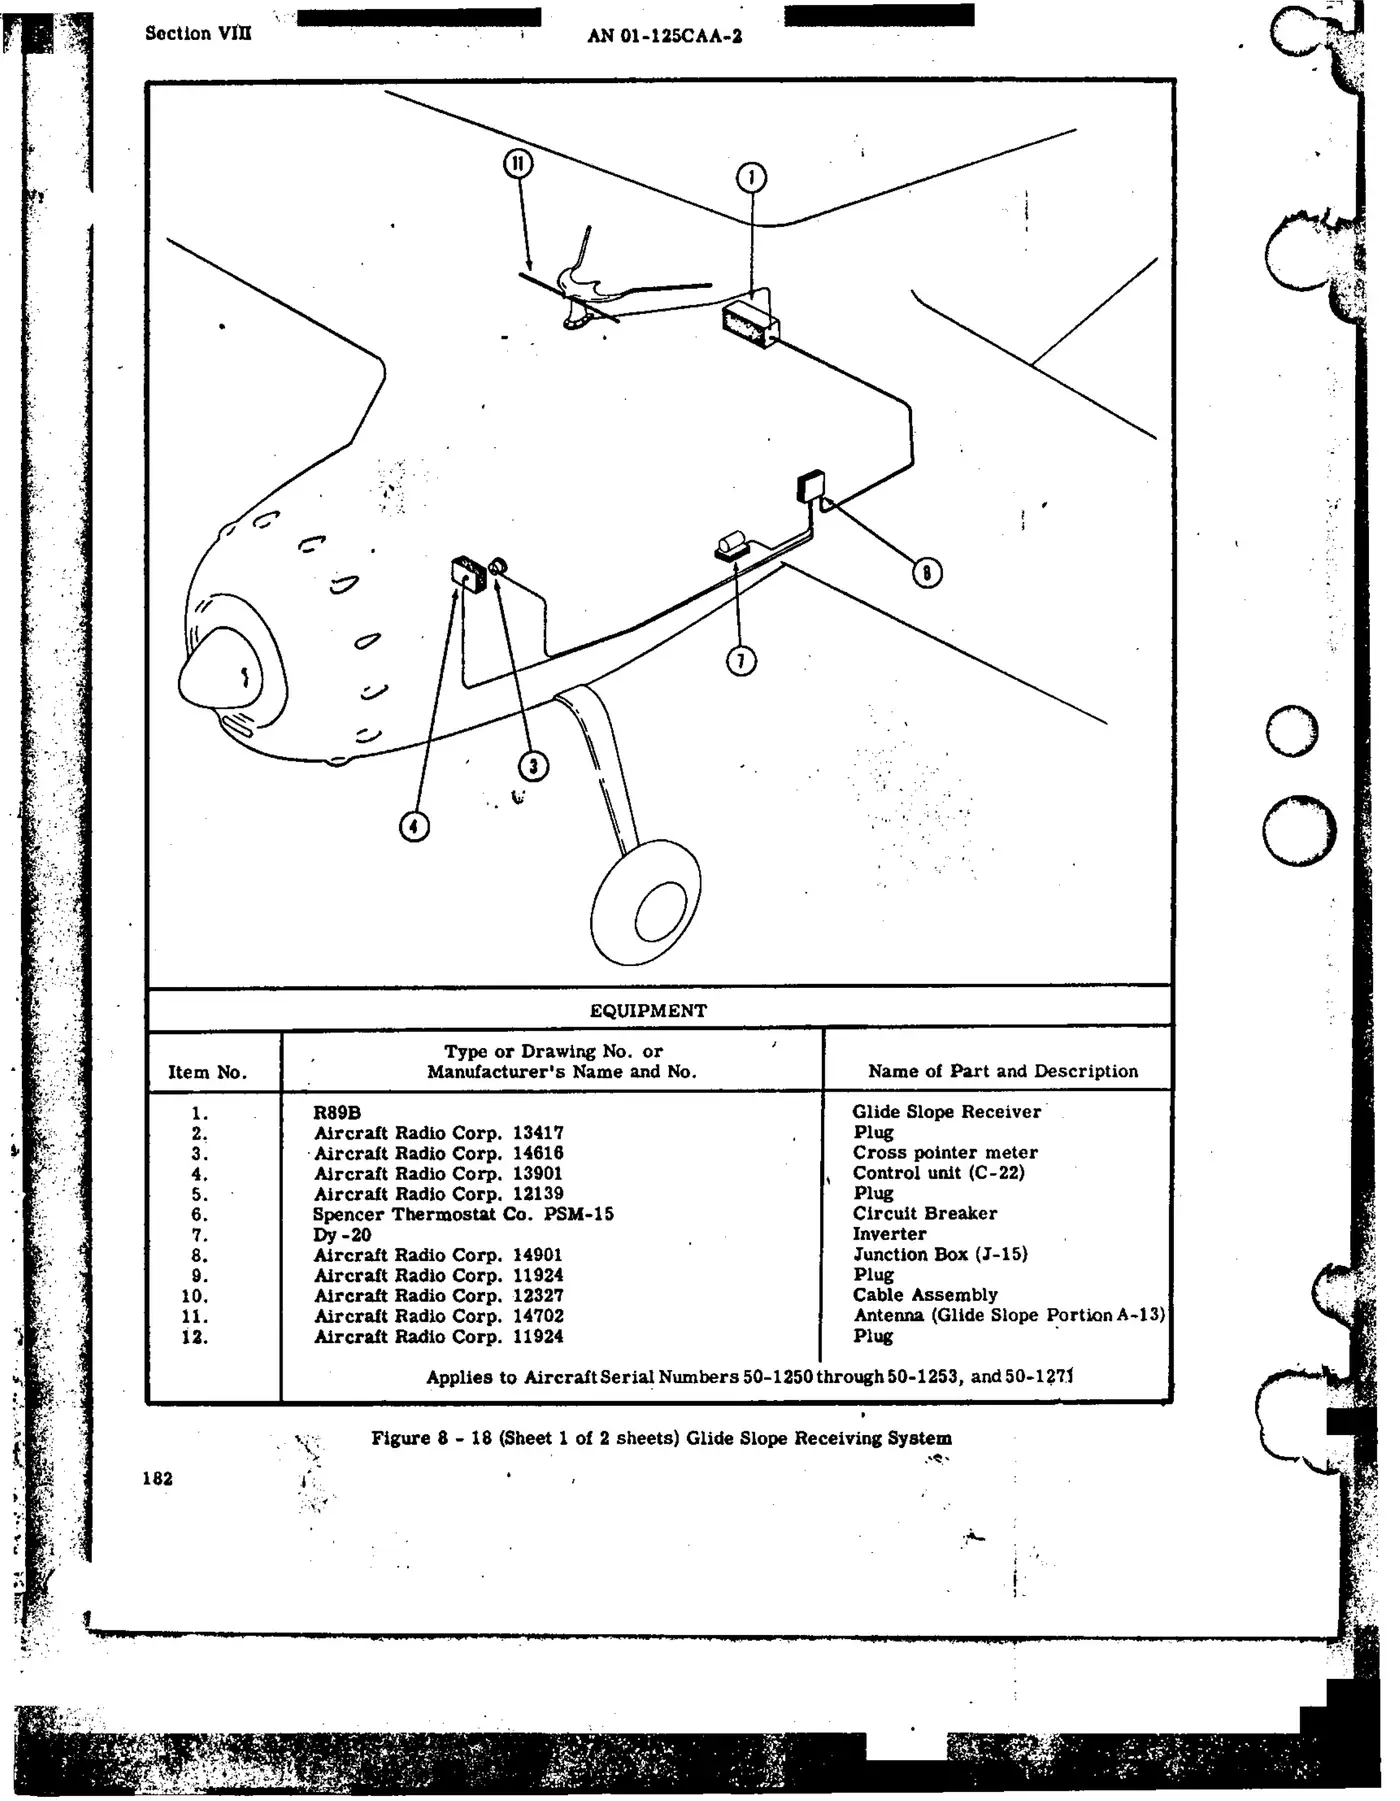 Section VIII
AN 01-125CAA-2
11
1
8
7
3
4
EQUIPMENT
Item No.
Type or Drawing No. or
Manufacturer's Name and No.
Name of Part and Description
1. R89B Glide Slope Receiver
2. Aircraft Radio Corp. 13417 Plug
3. Aircraft Radio Corp. 14616 Cross pointer meter
4. Aircraft Radio Corp. 13901 Control unit (C-22)
5. Aircraft Radio Corp. 12139 Plug
6. Spencer Thermostat Co. PSM-15 Circuit Breaker
7. Dy-20 Inverter
8. Aircraft Radio Corp. 14901 Junction Box (J-15)
9. Aircraft Radio Corp. 11924 Plug
10. Aircraft Radio Corp. 12327 Cable Assembly
11. Aircraft Radio Corp. 14702 Antenna (Glide Slope Portion A-13)
12. Aircraft Radio Corp. 11924 Plug
Applies to Aircraft Serial Numbers 50-1250 through 50-1253, and 50-1271
Figure 8 - 18 (Sheet 1 of 2 sheets) Glide Slope Receiving System
182